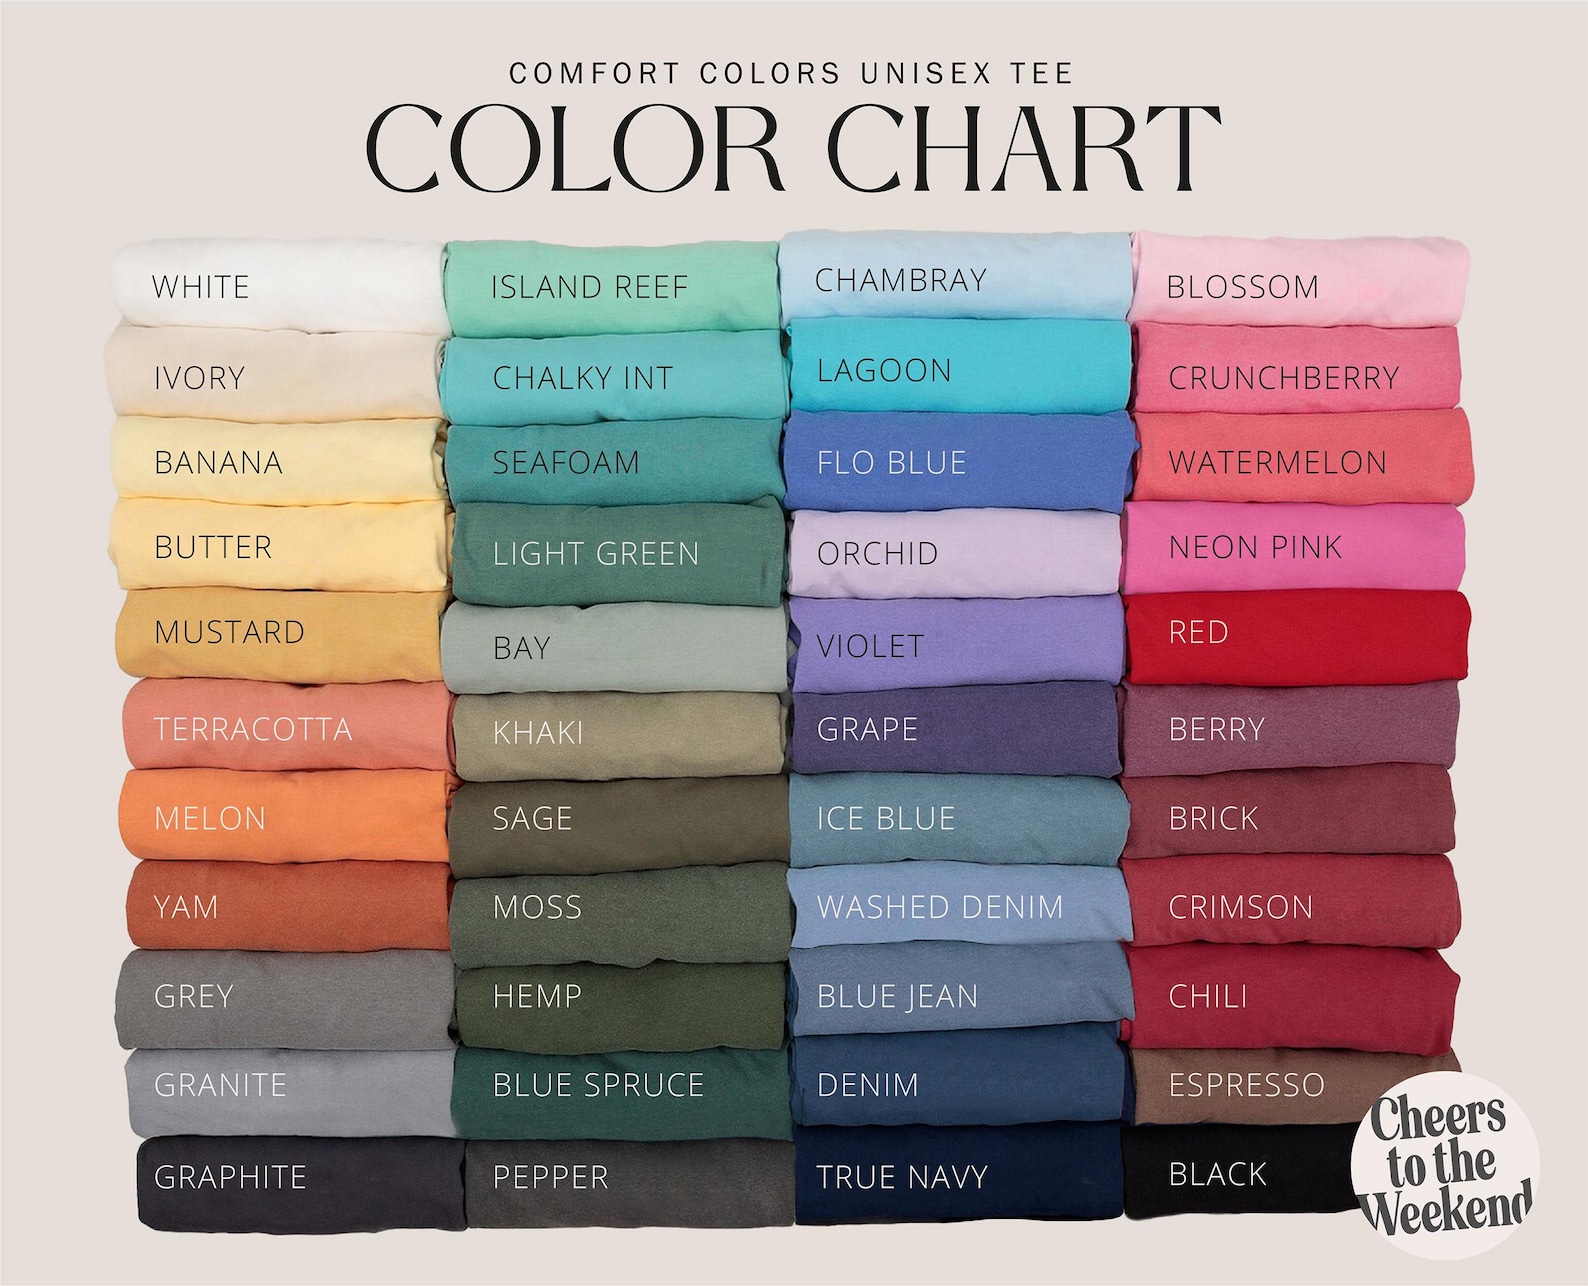 COMFORT COLORS UNISEX TEE
COLOR CHART
WHITE
IVORY
BANANA
BUTTER
MUSTARD
TERRACOTTA
MELON
YAM
GREY
GRANITE
GRAPHITE
ISLAND REEF
CHALKY INT
SEAFOAM
LIGHT GREEN
BAY
KHAKI
SAGE
MOSS
HEMP
BLUE SPRUCE
PEPPER
CHAMBRAY
LAGOON
FLO BLUE
ORCHID
VIOLET
GRAPE
ICE BLUE
WASHED DENIM
BLUE JEAN
DENIM
TRUE NAVY
BLOSSOM
CRUNCHBERRY
WATERMELON
NEON PINK
RED
BERRY
BRICK
CRIMSON
CHILI
ESPRESSO
BLACK
Cheers
to the
Weekend